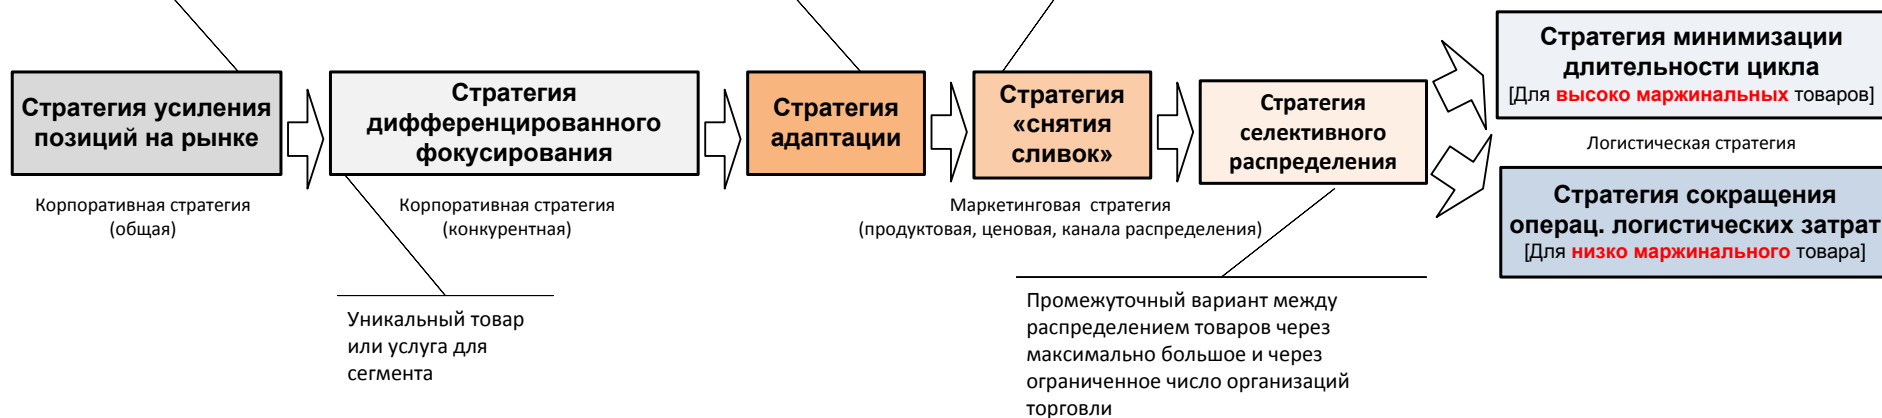 Стратегия усиления
позиций на рынке
Корпоративная стратегия
(общая)
Стратегия
дифференцированного
фокусирования
Корпоративная стратегия
(конкурентная)
Уникальный товар
или услуга для
сегмента
Стратегия
адаптации
Стратегия
«снятия
сливок»
Стратегия
селективного
распределения
Маркетинговая стратегия
(продуктовая, ценовая, канала распределения)
Промежуточный вариант между
распределением товаров через
максимально большое и через
ограниченное число организаций
торговли
Стратегия минимизации
длительности цикла
[Для высоко маржинальных товаров]
Логистическая стратегия
Стратегия сокращения
операц. логистических затрат
[Для низко маржинального товара]